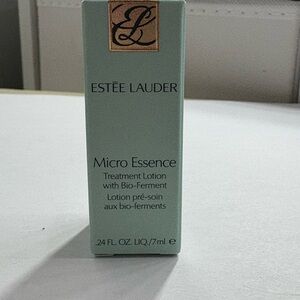 ESTĒE LAUDER
Micro Essence
Treatment Lotion
with Bio-Ferment
Lotion pré-soin
aux bio-ferments
.24 FL. OZ. LIQ./7 ml ℮